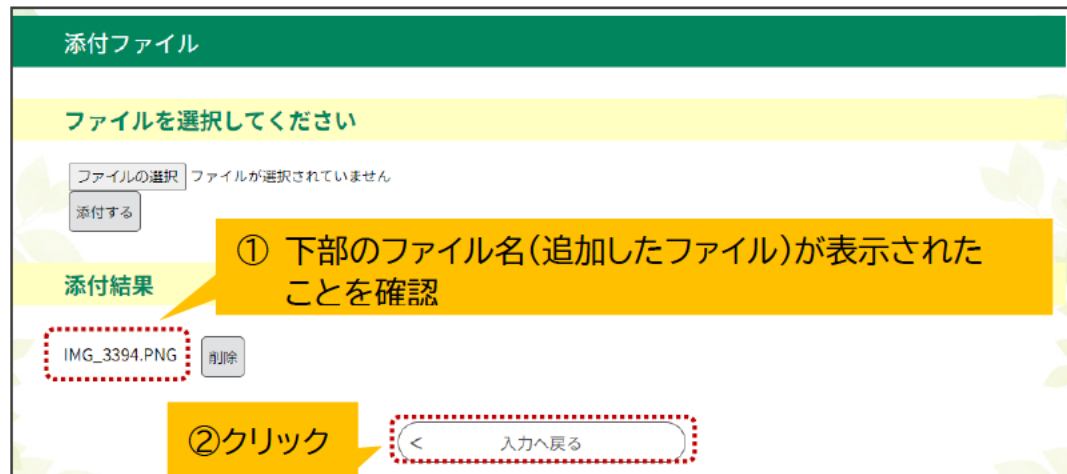 添付ファイル
ファイルを選択してください
ファイルの選択 ファイルが選択されていません
添付する
① 下部のファイル名(追加したファイル)が表示された
ことを確認
添付結果
IMG_3394.PNG 削除
②クリック
< 入力へ戻る